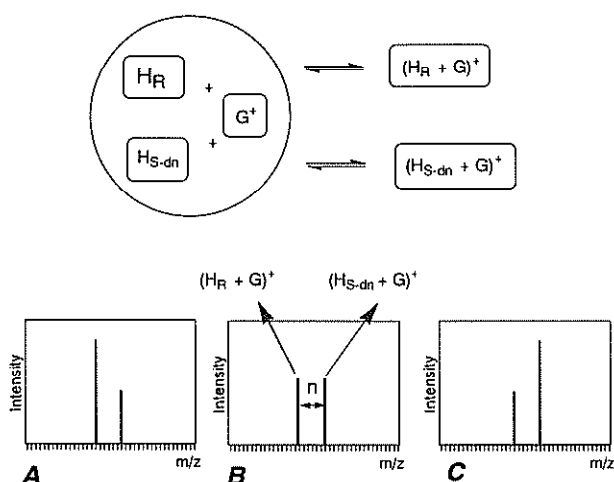 H_R
+
G⁺
+
H_S-dn
(H_R + G)⁺
(H_S-dn + G)⁺
(H_R + G)⁺
(H_S-dn + G)⁺
Intensity
m/z
A
Intensity
n
m/z
B
Intensity
m/z
C